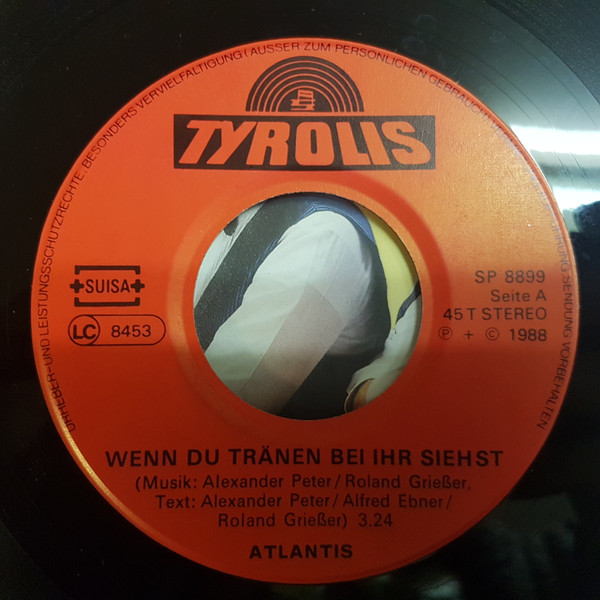 URHEBER-UND LEISTUNGSSCHUTZRECHTE, BESONDERS VERVIELFÄLTIGUNG (AUSSER ZUM PERSÖNLICHEN GEBRAUCH) SENDUNG VORBEHALTEN
TYROLIS
SUISA
LC 8453
SP 8899
Seite A
45 T STEREO
Ⓟ + © 1988
WENN DU TRÄNEN BEI IHR SIEHST
(Musik: Alexander Peter/Roland Grießer,
Text: Alexander Peter/Alfred Ebner/
Roland Grießer) 3.24
ATLANTIS